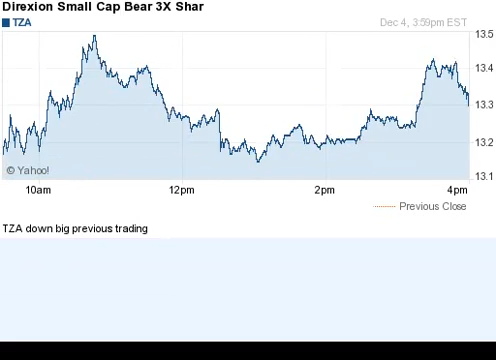 Direxion Small Cap Bear 3X Shar
TZA
Dec 4, 3:59pm EST
13.5
13.4
13.3
13.2
13.1
© Yahoo!
10am 12pm 2pm 4pm
Previous Close
TZA down big previous trading